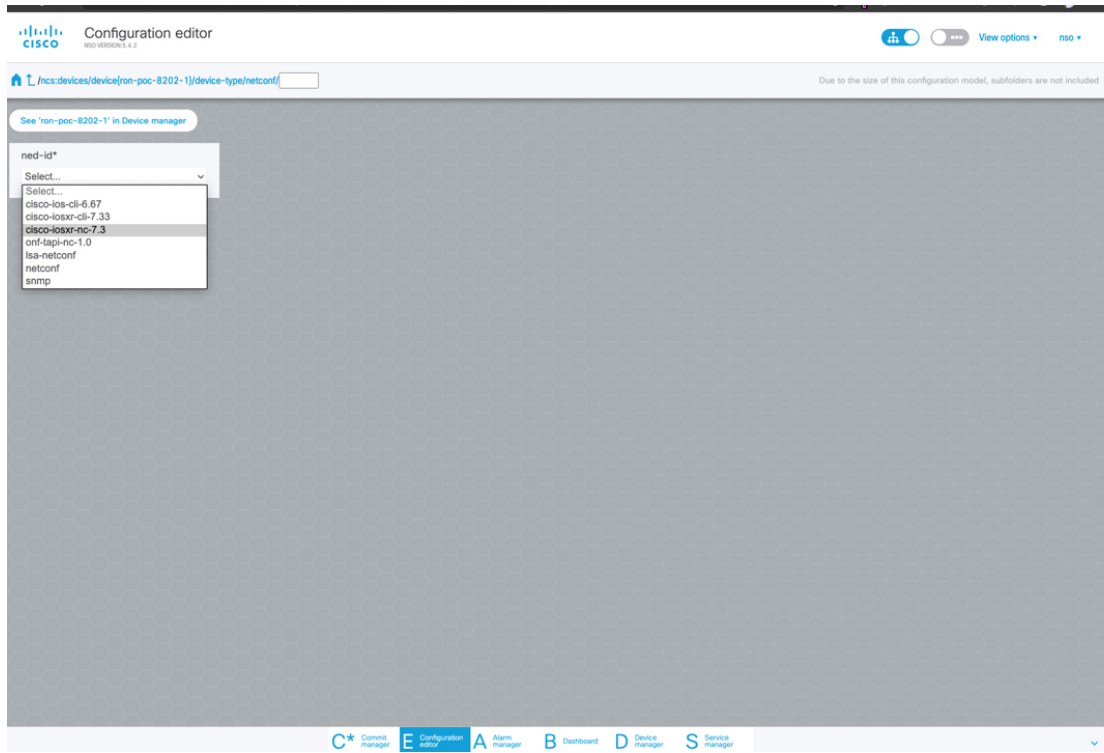 CISCO
Configuration editor
NSO VERSION:5.4.2
View options
nso
/ncs:devices/device{ron-poc-8202-1}/device-type/netconf/
Due to the size of this configuration model, subfolders are not included
See 'ron-poc-8202-1' in Device manager
ned-id*
Select...
Select...
cisco-ios-cli-6.67
cisco-iosxr-cli-7.33
cisco-iosxr-nc-7.3
onf-tapi-nc-1.0
lsa-netconf
netconf
snmp
C* Commit manager
E Configuration editor
A Alarm manager
B Dashboard
D Device manager
S Service manager